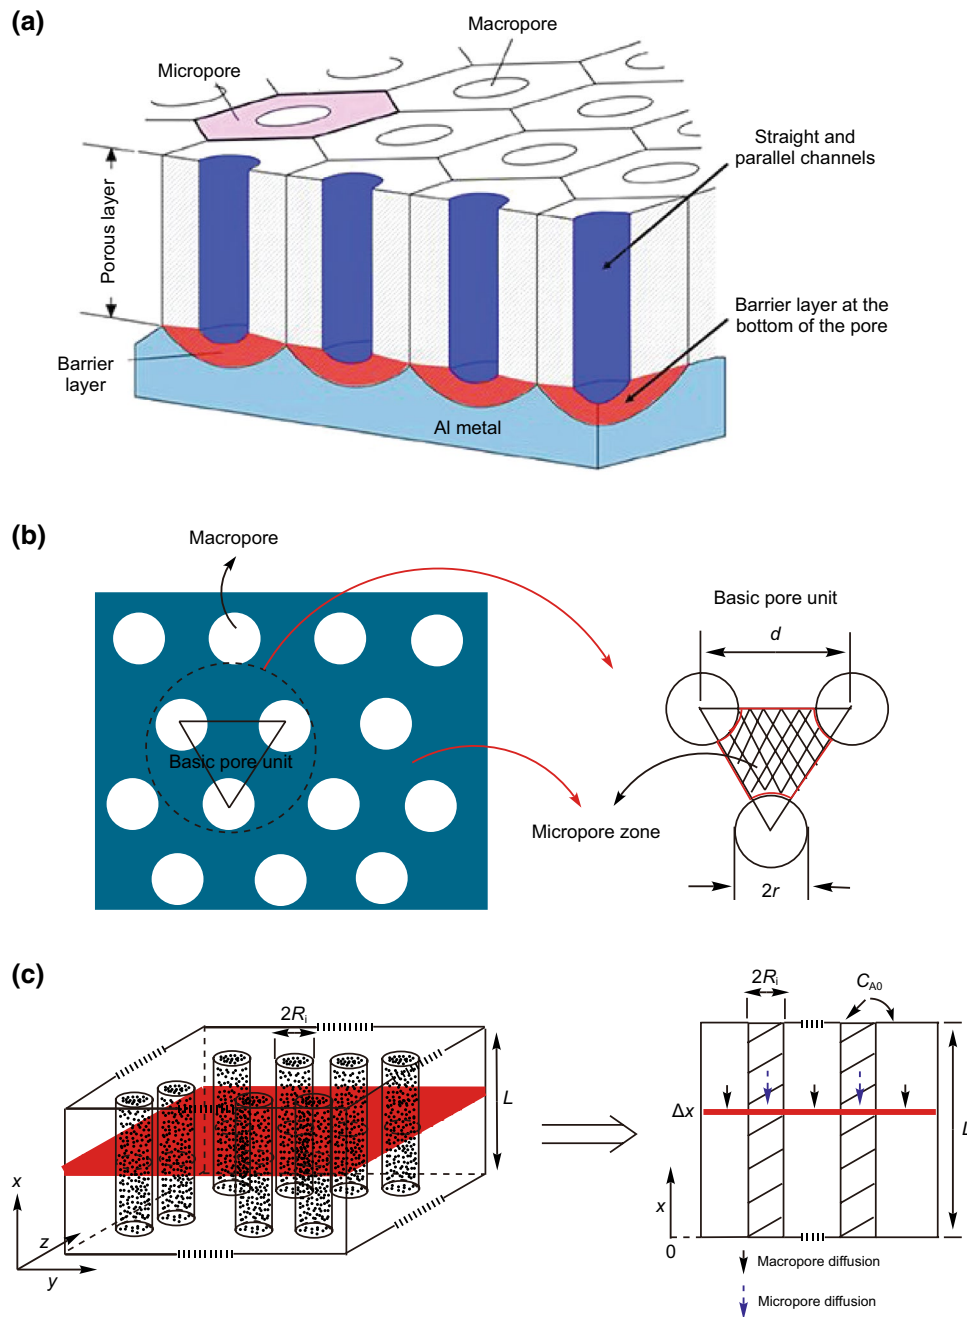 (a)
Macropore
Micropore
Straight and
parallel channels
Porous layer
Barrier layer at the
bottom of the pore
Barrier
layer
Al metal
(b)
Macropore
Basic pore unit
d
Basic pore unit
Micropore zone
2r
(c)
2Ri
L
x
z
y
2Ri
CA0
Δx
L
x
0
Macropore diffusion
Micropore diffusion